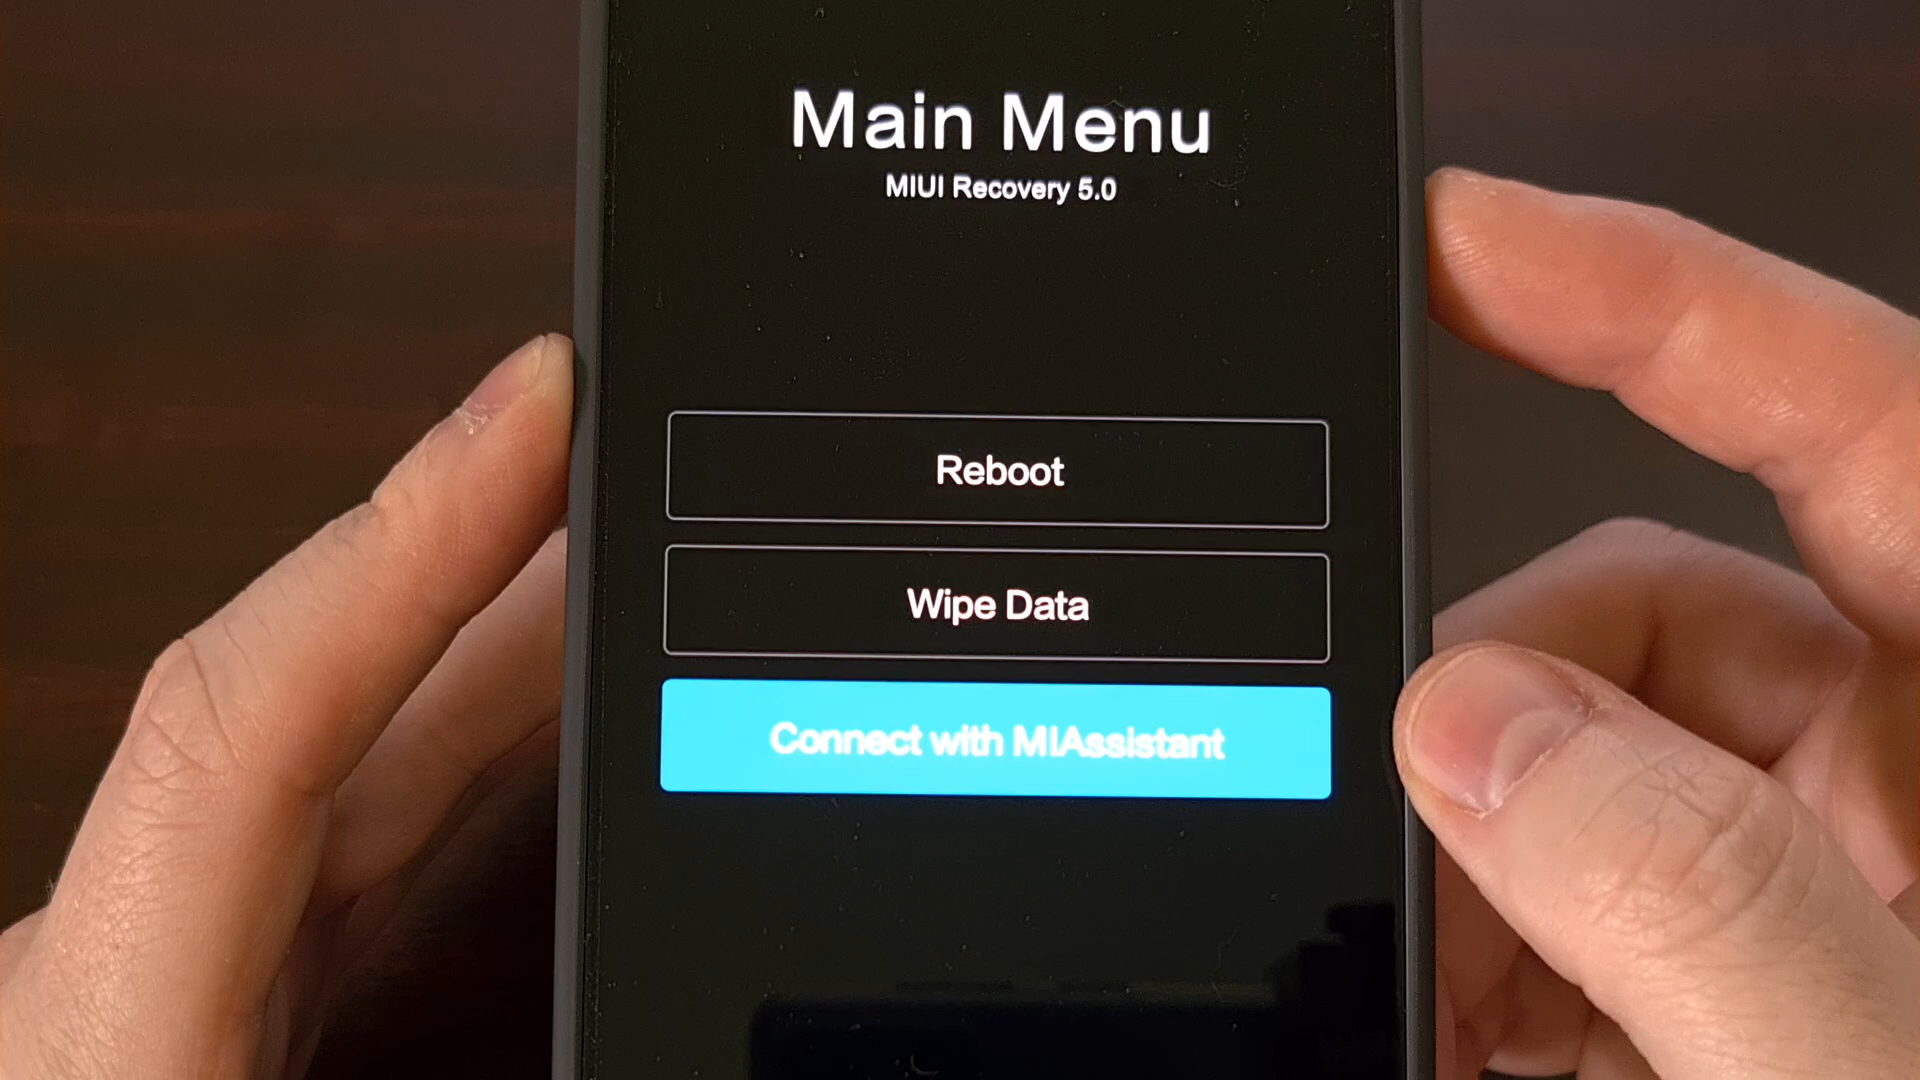 Main Menu
MIUI Recovery 5.0
Reboot
Wipe Data
Connect with MIAssistant